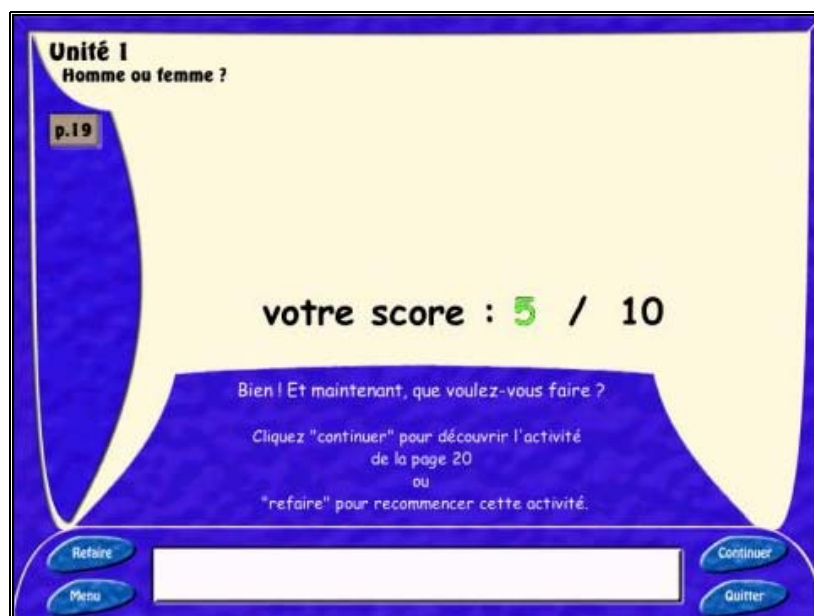 Unité 1
Homme ou femme ?
p.19
votre score : 5 / 10
Bien ! Et maintenant, que voulez-vous faire ?
Cliquez "continuer" pour découvrir l'activité
de la page 20
ou
"refaire" pour recommencer cette activité.
Refaire
Continuer
Menu
Quitter